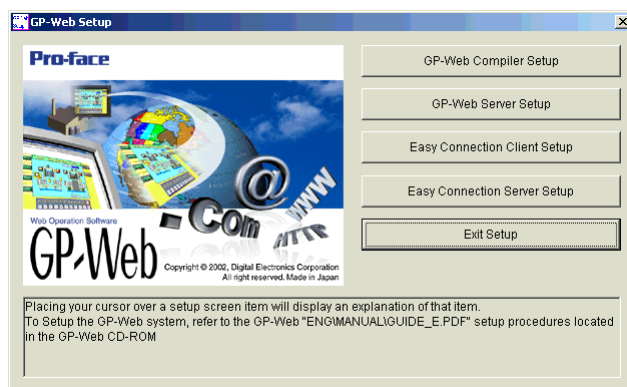 GP-Web Setup
Pro-face
Web Operation Software
GP-Web
@
WWW
.Com
HTTP
Copyright © 2002, Digital Electronics Corporation
All right reserved. Made in Japan
GP-Web Compiler Setup
GP-Web Server Setup
Easy Connection Client Setup
Easy Connection Server Setup
Exit Setup
Placing your cursor over a setup screen item will display an explanation of that item.
To Setup the GP-Web system, refer to the GP-Web "ENG\MANUAL\GUIDE_E.PDF" setup procedures located
in the GP-Web CD-ROM